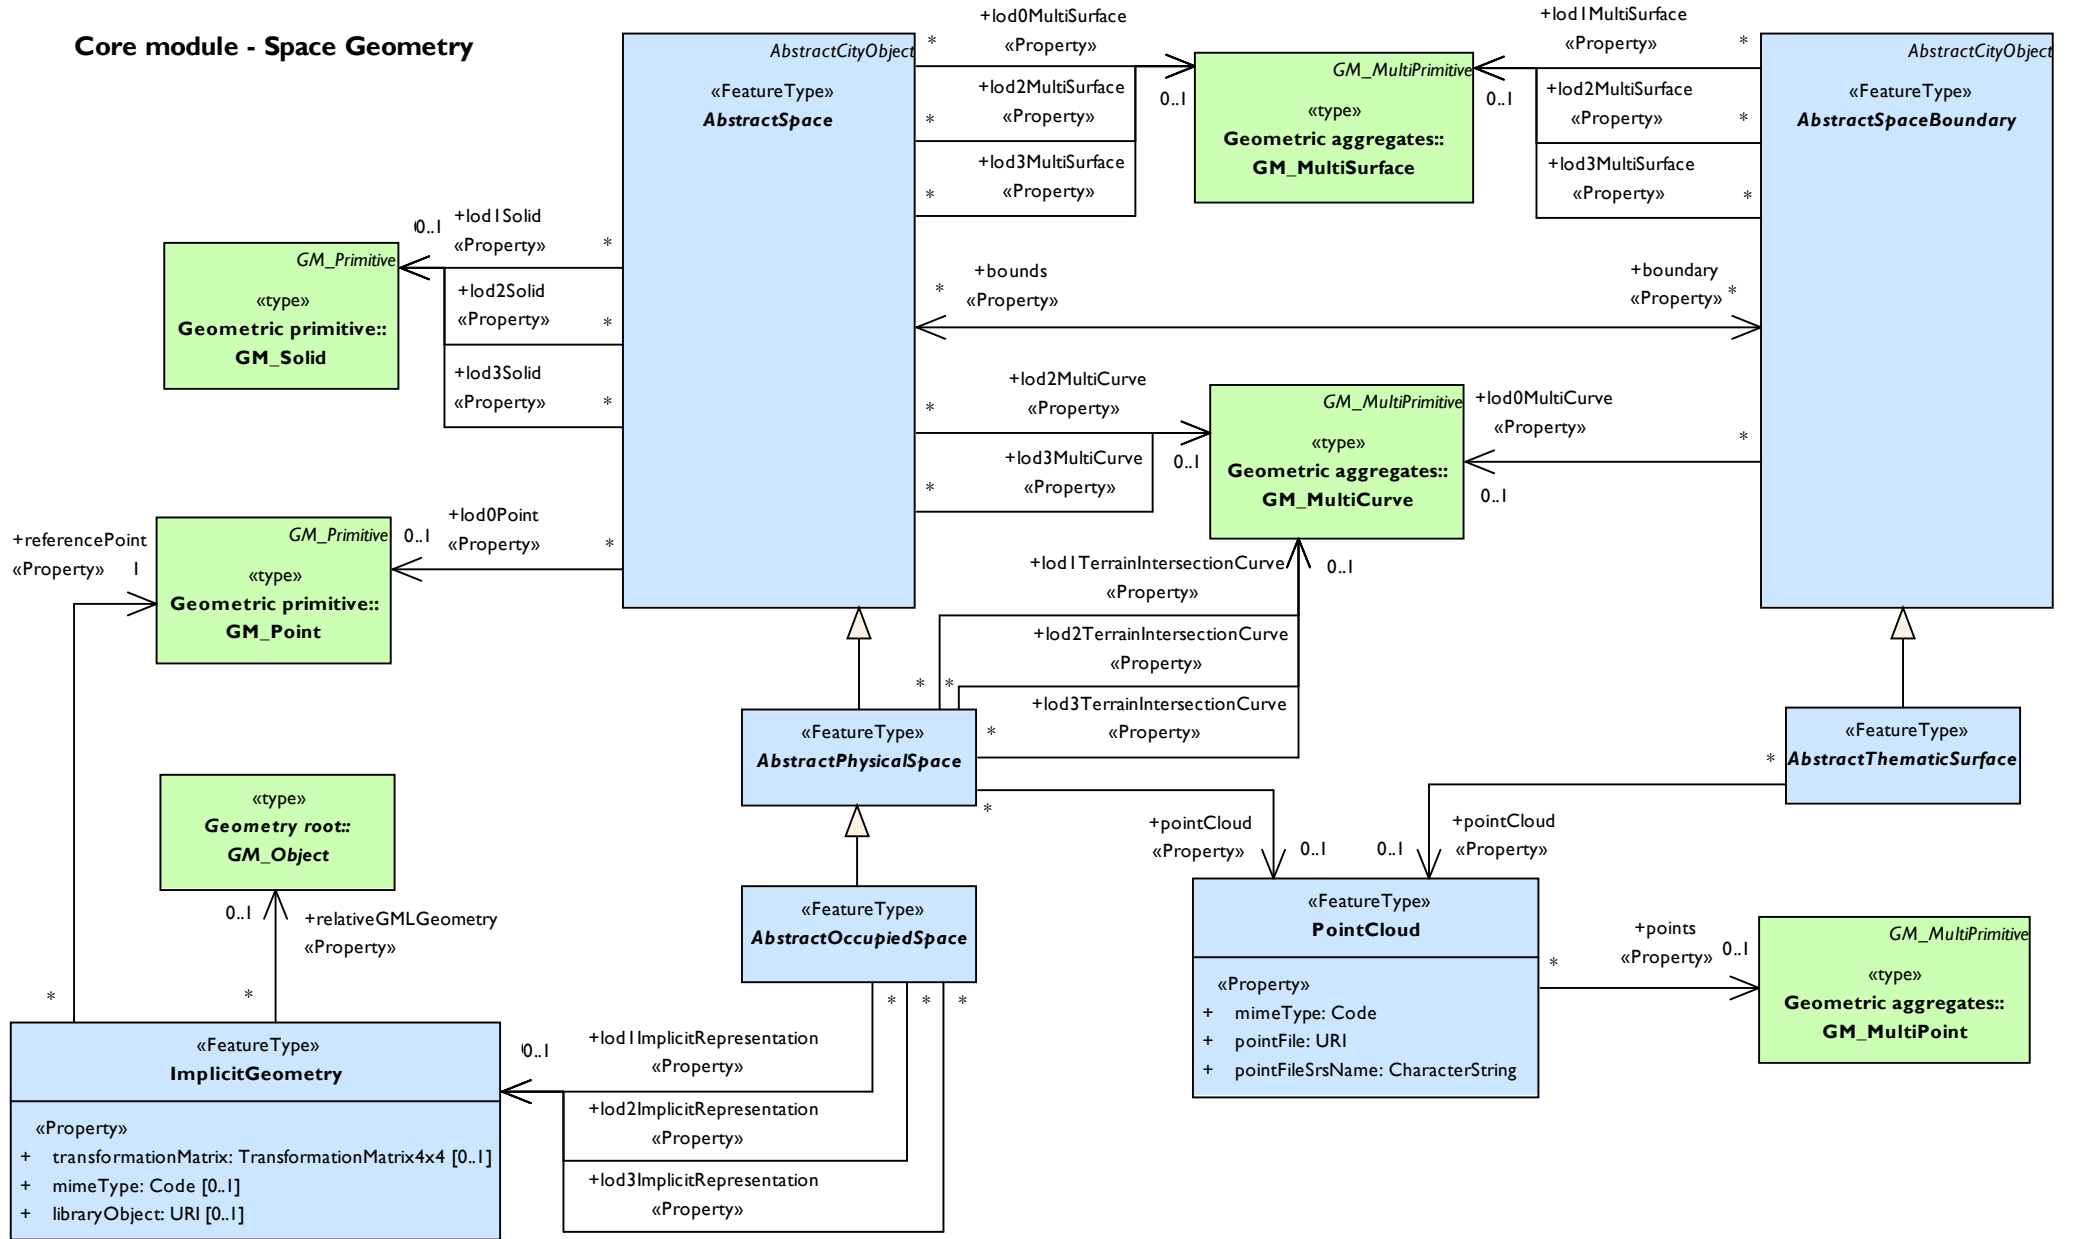 Core module - Space Geometry
AbstractCityObject
«FeatureType»
AbstractSpace
+lod0MultiSurface
«Property»
*
+lod2MultiSurface
«Property»
*
+lod3MultiSurface
«Property»
*
0..1
GM_MultiPrimitive
«type»
Geometric aggregates::
GM_MultiSurface
+lod1MultiSurface
«Property»
*
0..1
+lod2MultiSurface
«Property»
*
+lod3MultiSurface
«Property»
*
AbstractCityObject
«FeatureType»
AbstractSpaceBoundary
+lod1Solid
«Property»
*
0..1
+lod2Solid
«Property»
*
+lod3Solid
«Property»
*
GM_Primitive
«type»
Geometric primitive::
GM_Solid
+bounds
«Property»
*
+boundary
«Property»
*
+lod2MultiCurve
«Property»
*
+lod3MultiCurve
«Property»
*
0..1
GM_MultiPrimitive
«type»
Geometric aggregates::
GM_MultiCurve
+lod0MultiCurve
«Property»
*
0..1
+referencePoint
«Property»
1
GM_Primitive
«type»
Geometric primitive::
GM_Point
0..1
+lod0Point
«Property»
*
+lod1TerrainIntersectionCurve
«Property»
0..1
+lod2TerrainIntersectionCurve
«Property»
*
*
+lod3TerrainIntersectionCurve
«Property»
*
«FeatureType»
AbstractPhysicalSpace
*
«FeatureType»
AbstractThematicSurface
*
«type»
Geometry root::
GM_Object
0..1
+relativeGMLGeometry
«Property»
*
*
+pointCloud
«Property»
0..1
0..1
+pointCloud
«Property»
«FeatureType»
AbstractOccupiedSpace
*
*
*
«FeatureType»
PointCloud
«Property»
+ mimeType: Code
+ pointFile: URI
+ pointFileSrsName: CharacterString
+points
«Property»
*
0..1
GM_MultiPrimitive
«type»
Geometric aggregates::
GM_MultiPoint
«FeatureType»
ImplicitGeometry
«Property»
+ transformationMatrix: TransformationMatrix4x4 [0..1]
+ mimeType: Code [0..1]
+ libraryObject: URI [0..1]
0..1
+lod1ImplicitRepresentation
«Property»
+lod2ImplicitRepresentation
«Property»
+lod3ImplicitRepresentation
«Property»